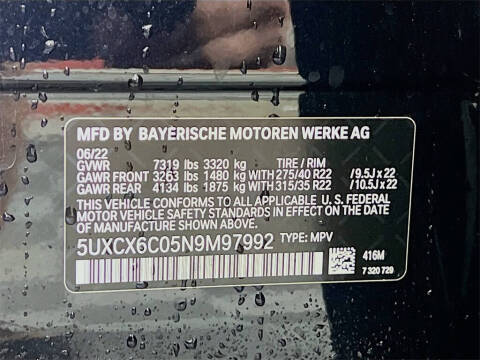 MFD BY BAYERISCHE MOTOREN WERKE AG
06/22
GVWR 7319 lbs 3320 kg TIRE / RIM
GAWR FRONT 3263 lbs 1480 kg WITH 275/40 R22 / 9.5J x 22
GAWR REAR 4134 lbs 1875 kg WITH 315/35 R22 / 10.5J x 22
THIS VEHICLE CONFORMS TO ALL APPLICABLE U. S. FEDERAL
MOTOR VEHICLE SAFETY STANDARDS IN EFFECT ON THE
DATE OF MANUFACTURE SHOWN ABOVE.
5UXCX6C05N9M97992 TYPE: MPV
416M
7 320 729